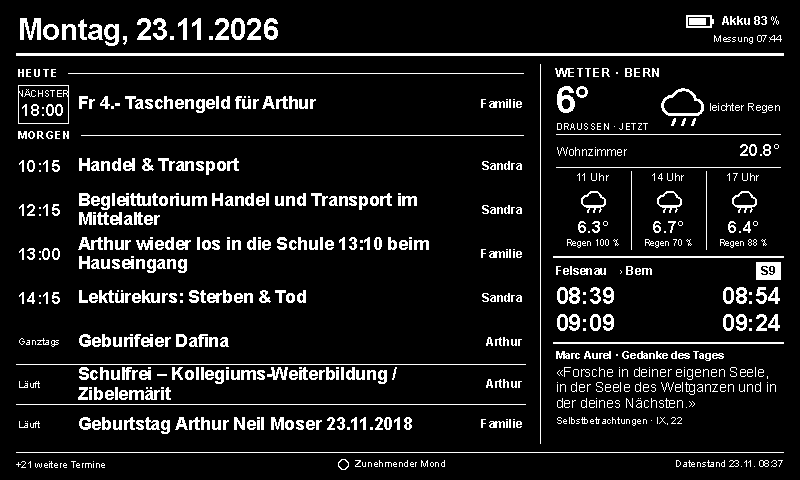 Montag, 23.11.2026
Akku 83 %
Messung 07:44
HEUTE
NÄCHSTER
18:00
Fr 4.- Taschengeld für Arthur
Familie
MORGEN
10:15
Handel & Transport
Sandra
12:15
Begleittutorium Handel und Transport im
Mittelalter
Sandra
13:00
Arthur wieder los in die Schule 13:10 beim
Hauseingang
Familie
14:15
Lektürekurs: Sterben & Tod
Sandra
Ganztags
Geburifeier Dafina
Arthur
Läuft
Schulfrei – Kollegiums-Weiterbildung /
Zibelemärit
Arthur
Läuft
Geburtstag Arthur Neil Moser 23.11.2018
Familie
WETTER · BERN
6°
leichter Regen
DRAUSSEN · JETZT
Wohnzimmer
20.8°
11 Uhr
14 Uhr
17 Uhr
6.3°
6.7°
6.4°
Regen 100 %
Regen 70 %
Regen 88 %
Felsenau › Bern
S9
08:39
08:54
09:09
09:24
Marc Aurel · Gedanke des Tages
«Forsche in deiner eigenen Seele,
in der Seele des Weltganzen und in
der deines Nächsten.»
Selbstbetrachtungen · IX, 22
+21 weitere Termine
Zunehmender Mond
Datenstand 23.11. 08:37